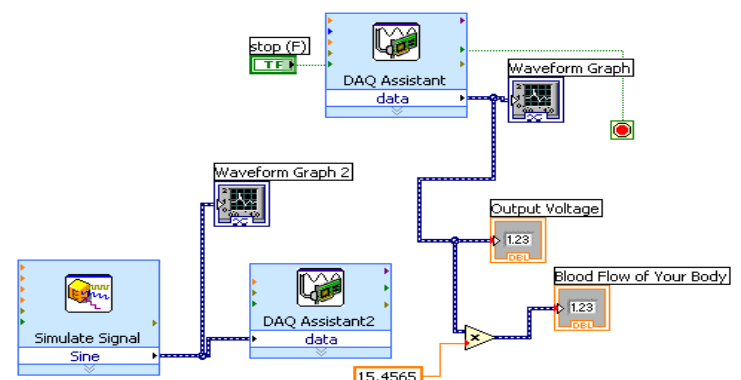 stop (F)
TF
DAQ Assistant
data
Waveform Graph
Waveform Graph 2
Output Voltage
1.23
DBL
Blood Flow of Your Body
1.23
DBL
Simulate Signal
Sine
DAQ Assistant2
data
15.4565